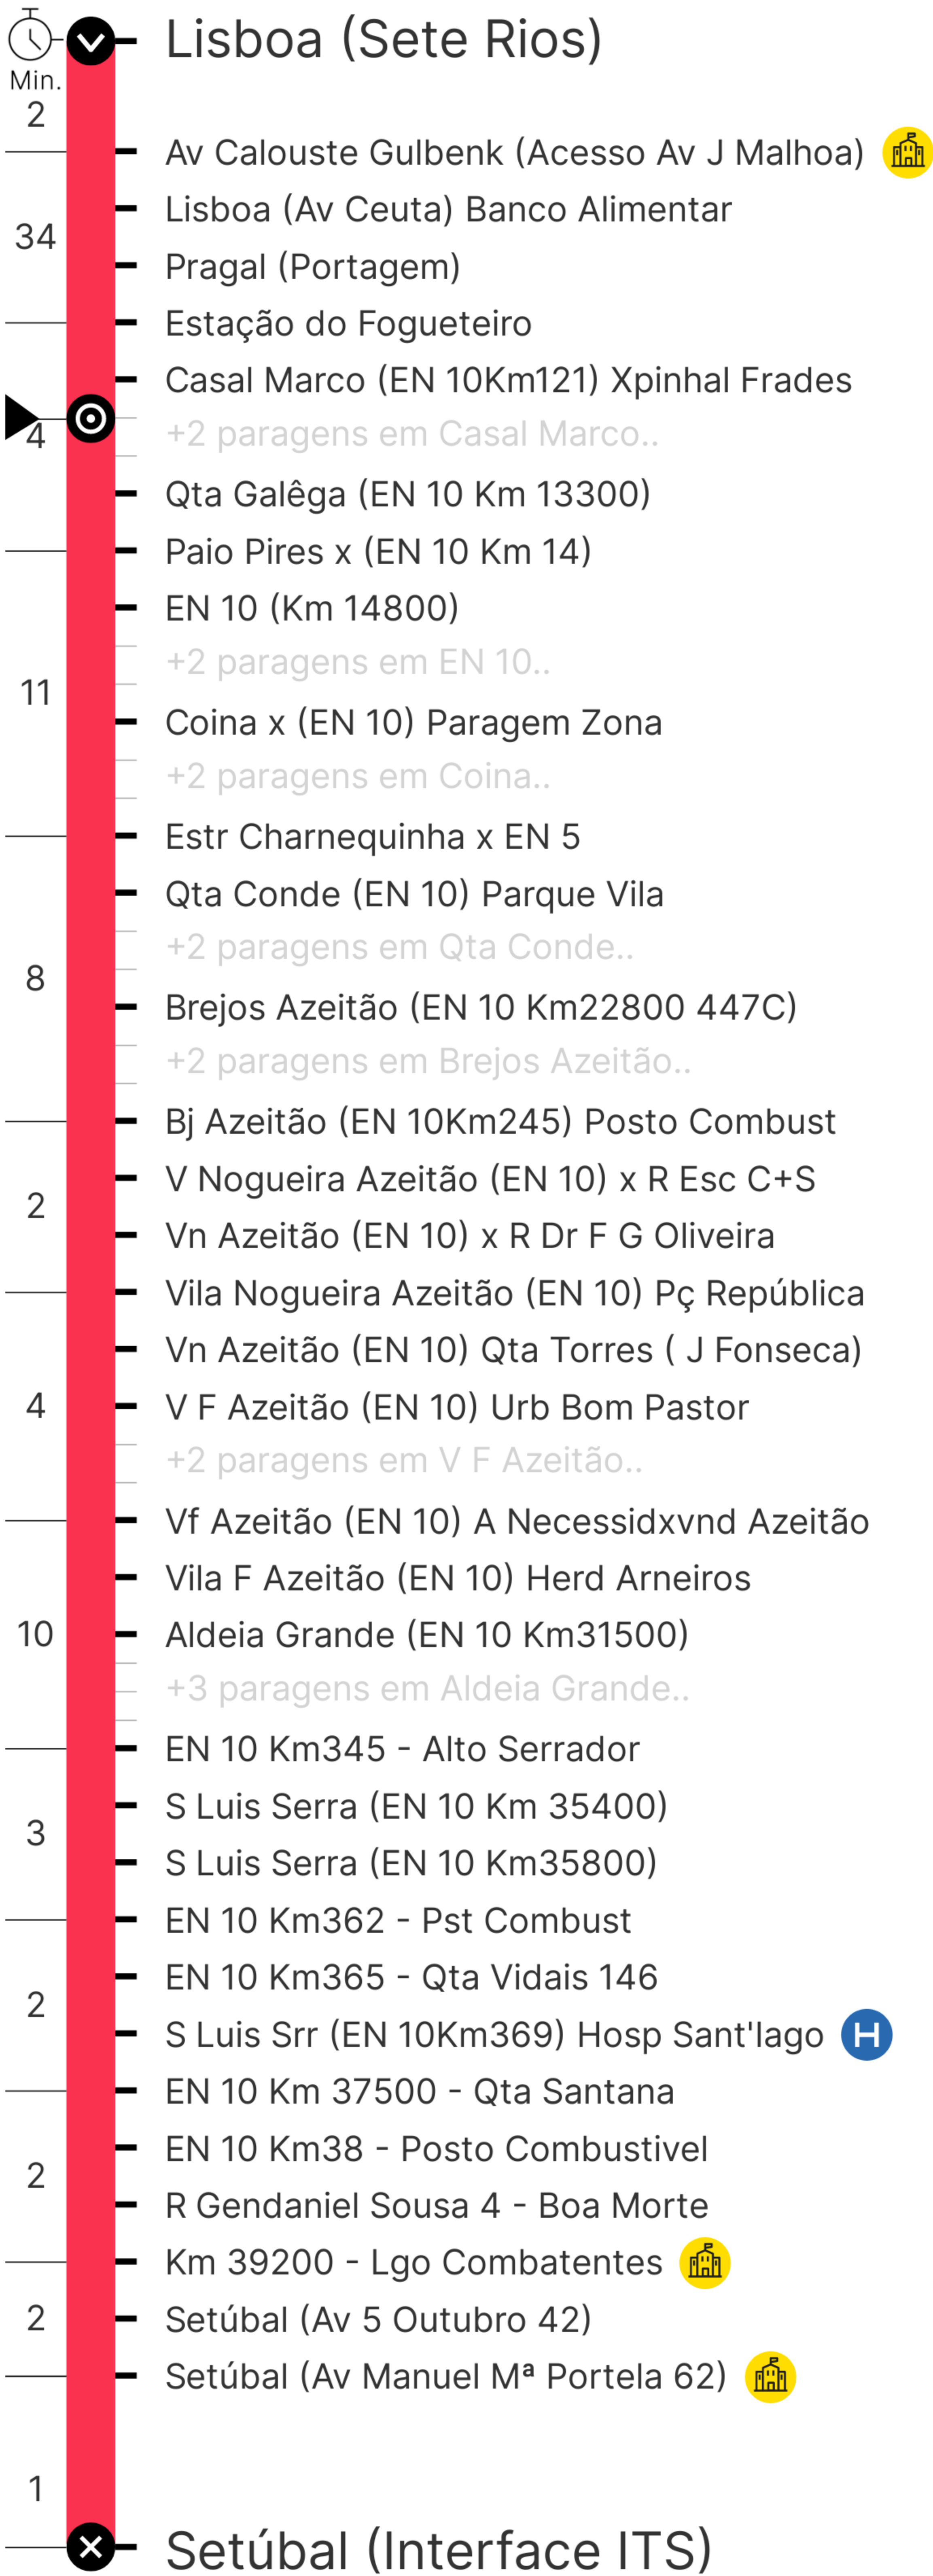 Lisboa (Sete Rios)
Min.
2
Av Calouste Gulbenk (Acesso Av J Malhoa)
Lisboa (Av Ceuta) Banco Alimentar
34
Pragal (Portagem)
Estação do Fogueteiro
Casal Marco (EN 10Km121) Xpinhal Frades
+2 paragens em Casal Marco..
4
Qta Galêga (EN 10 Km 13300)
Paio Pires x (EN 10 Km 14)
EN 10 (Km 14800)
+2 paragens em EN 10..
11
Coina x (EN 10) Paragem Zona
+2 paragens em Coina..
Estr Charnequinha x EN 5
Qta Conde (EN 10) Parque Vila
+2 paragens em Qta Conde..
8
Brejos Azeitão (EN 10 Km22800 447C)
+2 paragens em Brejos Azeitão..
Bj Azeitão (EN 10Km245) Posto Combust
V Nogueira Azeitão (EN 10) x R Esc C+S
2
Vn Azeitão (EN 10) x R Dr F G Oliveira
Vila Nogueira Azeitão (EN 10) Pç República
Vn Azeitão (EN 10) Qta Torres ( J Fonseca)
4
V F Azeitão (EN 10) Urb Bom Pastor
+2 paragens em V F Azeitão..
Vf Azeitão (EN 10) A Necessidxvnd Azeitão
Vila F Azeitão (EN 10) Herd Arneiros
10
Aldeia Grande (EN 10 Km31500)
+3 paragens em Aldeia Grande..
EN 10 Km345 - Alto Serrador
S Luis Serra (EN 10 Km 35400)
3
S Luis Serra (EN 10 Km35800)
EN 10 Km362 - Pst Combust
EN 10 Km365 - Qta Vidais 146
2
S Luis Srr (EN 10Km369) Hosp Sant'Iago
H
EN 10 Km 37500 - Qta Santana
EN 10 Km38 - Posto Combustivel
2
R Gendaniel Sousa 4 - Boa Morte
Km 39200 - Lgo Combatentes
2
Setúbal (Av 5 Outubro 42)
Setúbal (Av Manuel Mª Portela 62)
1
Setúbal (Interface ITS)